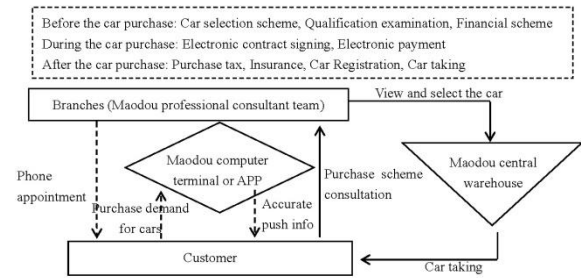 Before the car purchase: Car selection scheme, Qualification examination, Financial scheme
During the car purchase: Electronic contract signing, Electronic payment
After the car purchase: Purchase tax, Insurance, Car Registration, Car taking
Branches (Maodou professional consultant team)
View and select the car
Maodou computer
terminal or APP
Maodou central
warehouse
Phone
appointment
Purchase demand
for cars
Accurate
push info
Purchase scheme
consultation
Customer
Car taking